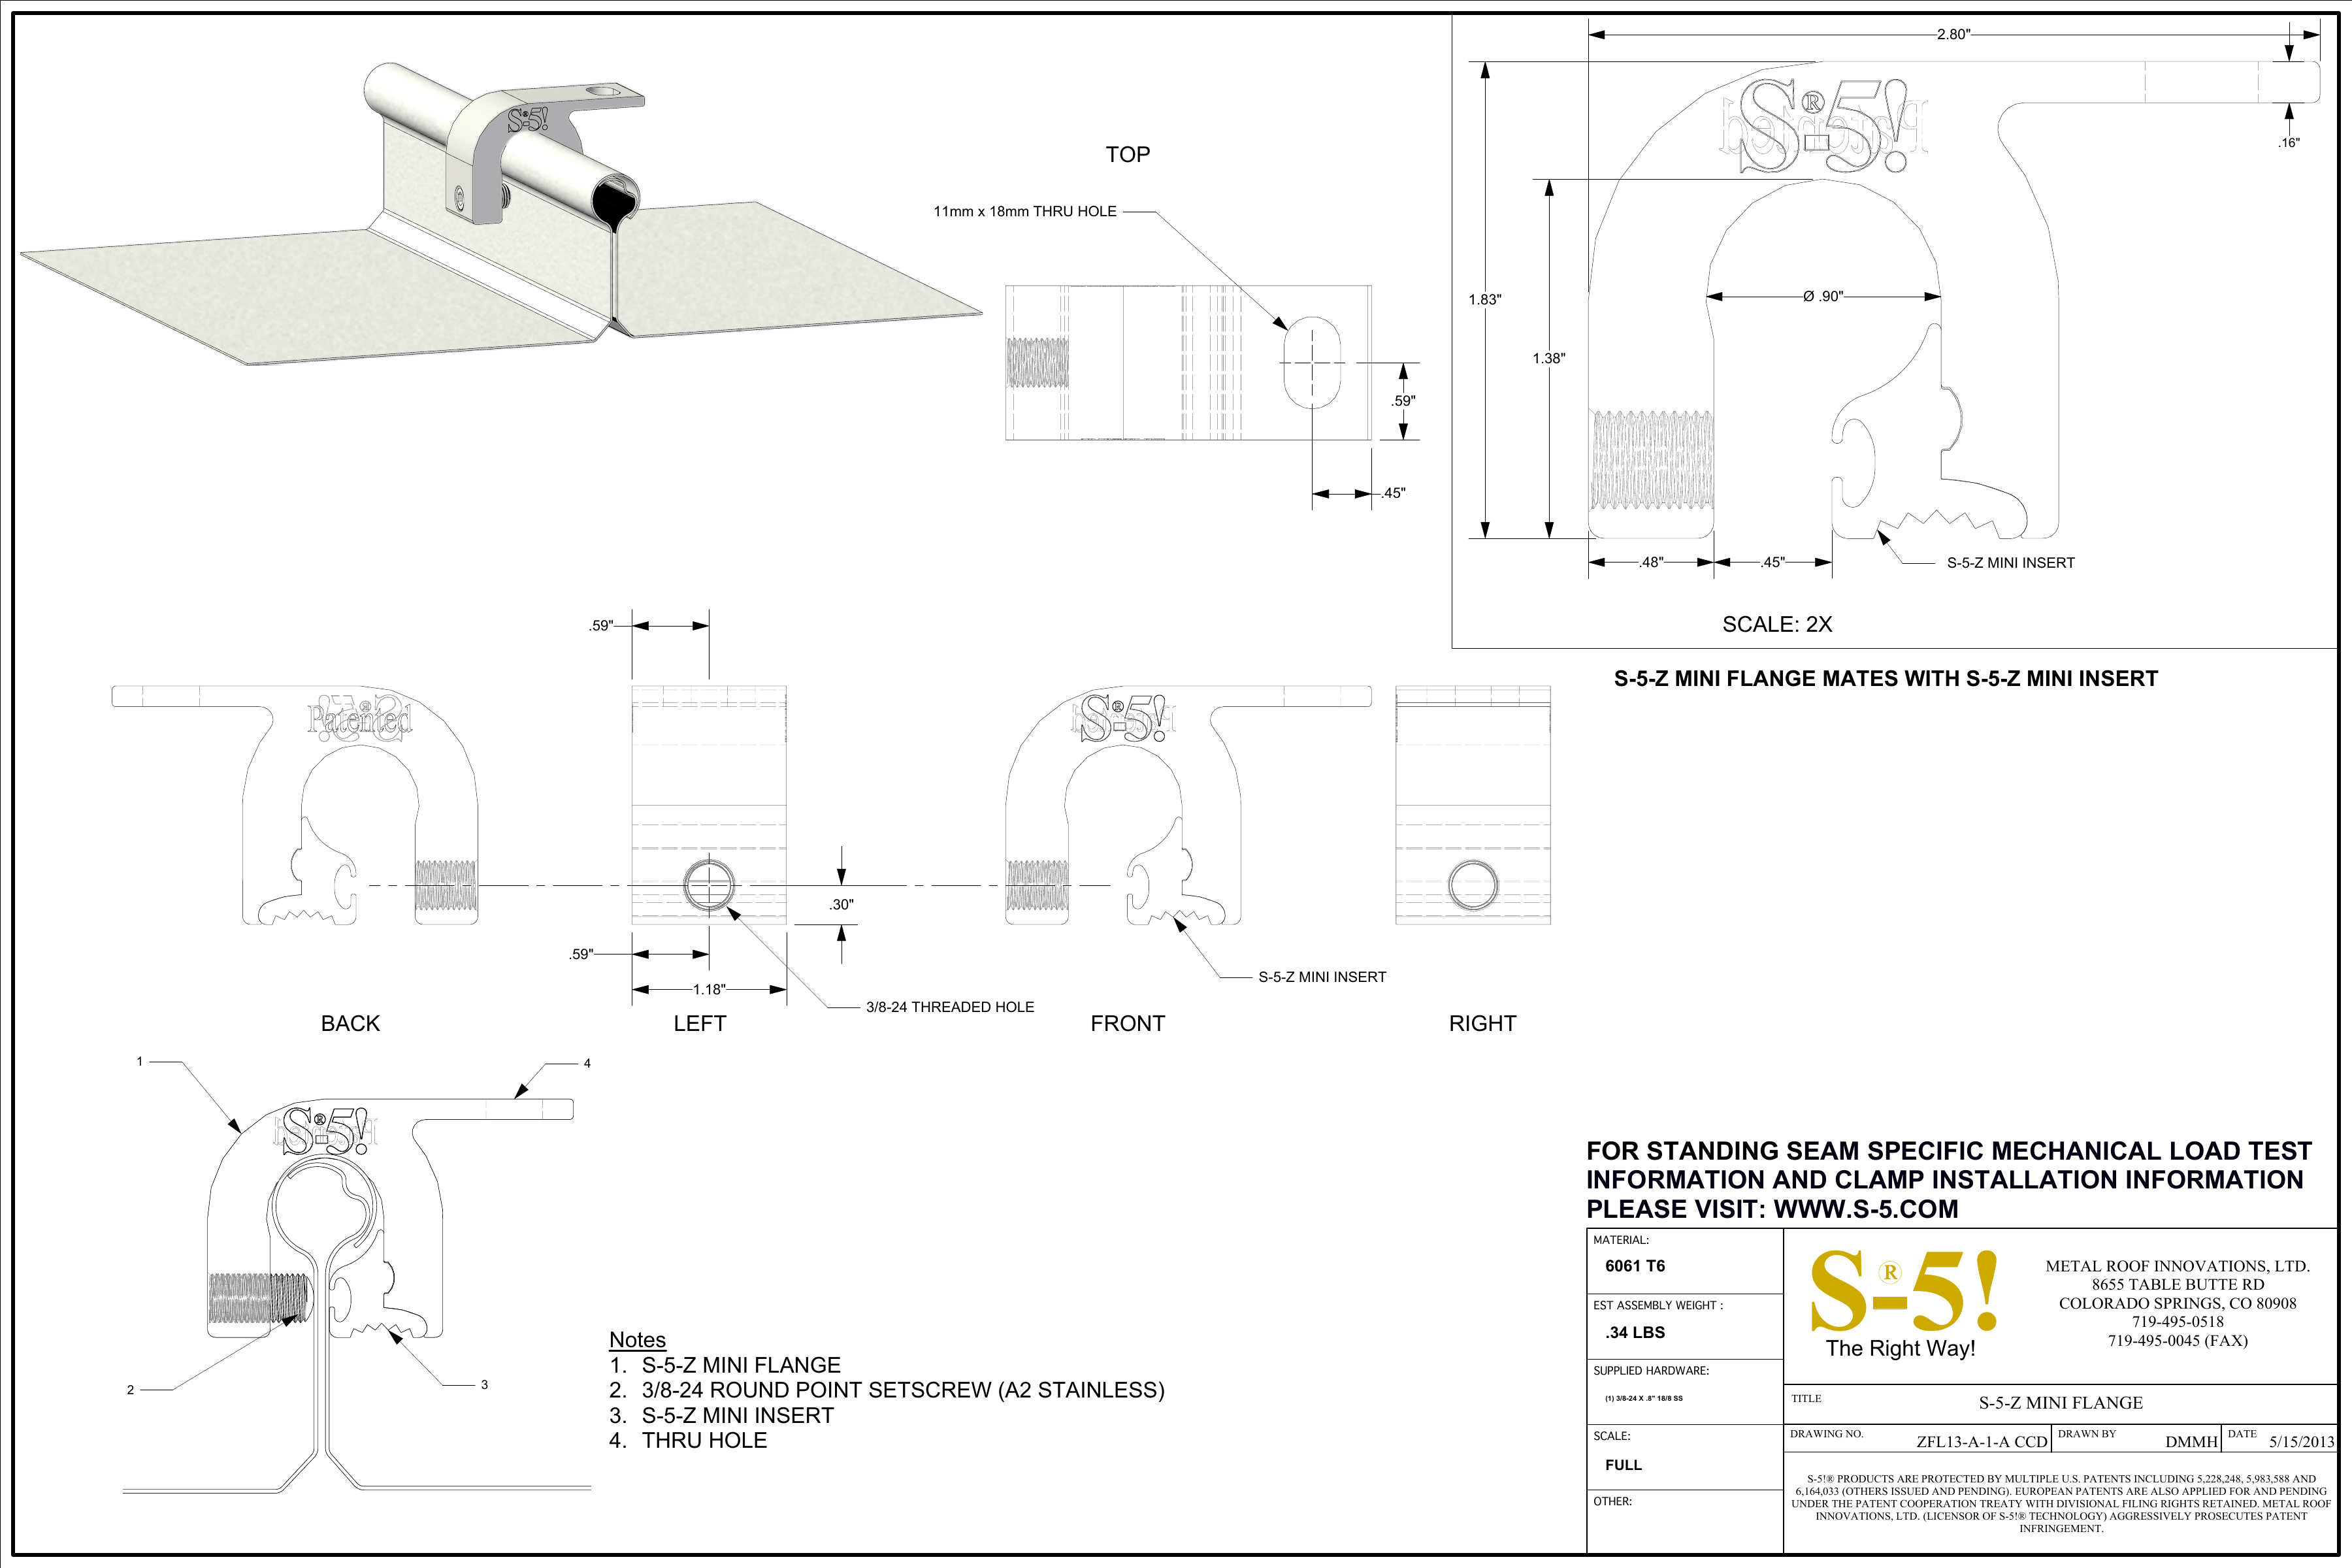 S-5!
®
TOP
11mm x 18mm THRU HOLE
.59"
.45"
2.80"
.16"
S-5!
®
Patented
1.83"
1.38"
Ø .90"
.48"
.45"
S-5-Z MINI INSERT
SCALE: 2X
S-5-Z MINI FLANGE MATES WITH S-5-Z MINI INSERT
Patented
S-5!
®
BACK
.59"
.30"
.59"
1.18"
3/8-24 THREADED HOLE
LEFT
S-5!
®
Patented
S-5-Z MINI INSERT
FRONT
RIGHT
1
4
S-5!
®
Patented
2
3
Notes
1. S-5-Z MINI FLANGE
2. 3/8-24 ROUND POINT SETSCREW (A2 STAINLESS)
3. S-5-Z MINI INSERT
4. THRU HOLE
FOR STANDING SEAM SPECIFIC MECHANICAL LOAD TEST
INFORMATION AND CLAMP INSTALLATION INFORMATION
PLEASE VISIT: WWW.S-5.COM
MATERIAL:
6061 T6
EST ASSEMBLY WEIGHT :
.34 LBS
SUPPLIED HARDWARE:
(1) 3/8-24 X .8" 18/8 SS
SCALE:
FULL
OTHER:
S-5!
®
The Right Way!
METAL ROOF INNOVATIONS, LTD.
8655 TABLE BUTTE RD
COLORADO SPRINGS, CO 80908
719-495-0518
719-495-0045 (FAX)
TITLE S-5-Z MINI FLANGE
DRAWING NO. ZFL13-A-1-A CCD
DRAWN BY DMMH
DATE 5/15/2013
S-5!® PRODUCTS ARE PROTECTED BY MULTIPLE U.S. PATENTS INCLUDING 5,228,248, 5,983,588 AND
6,164,033 (OTHERS ISSUED AND PENDING). EUROPEAN PATENTS ARE ALSO APPLIED FOR AND PENDING
UNDER THE PATENT COOPERATION TREATY WITH DIVISIONAL FILING RIGHTS RETAINED. METAL ROOF
INNOVATIONS, LTD. (LICENSOR OF S-5!® TECHNOLOGY) AGGRESSIVELY PROSECUTES PATENT
INFRINGEMENT.